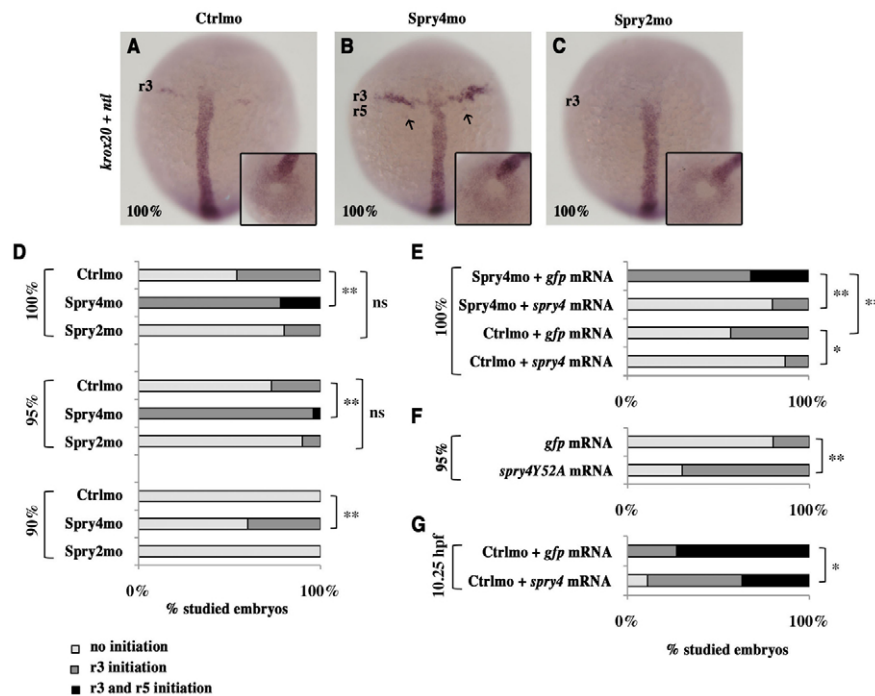 Ctrlmo Spry4mo Spry2mo
A B C
krox20 + ntl
r3
r3
r5
r3
100% 100% 100%
D
100%
Ctrlmo
Spry4mo
Spry2mo
** ns
95%
Ctrlmo
Spry4mo
Spry2mo
** ns
90%
Ctrlmo
Spry4mo
Spry2mo
**
0% 100%
% studied embryos
no initiation
r3 initiation
r3 and r5 initiation
E
100%
Spry4mo + gfp mRNA
Spry4mo + spry4 mRNA
Ctrlmo + gfp mRNA
Ctrlmo + spry4 mRNA
** **
*
0% 100%
F
95%
gfp mRNA
spry4Y52A mRNA
**
0% 100%
G
10.25 hpf
Ctrlmo + gfp mRNA
Ctrlmo + spry4 mRNA
*
0% 100%
% studied embryos